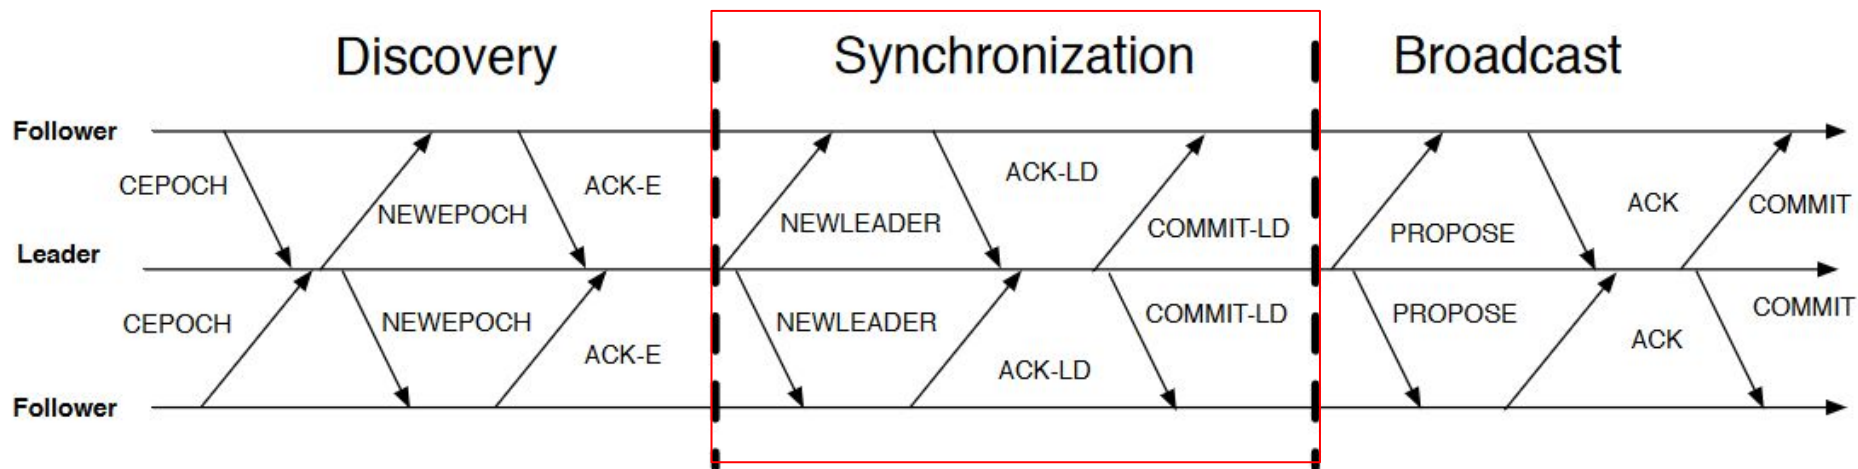 Discovery
Synchronization
Broadcast
Follower
CEPOCH
NEWEPOCH
ACK-E
NEWLEADER
ACK-LD
COMMIT-LD
PROPOSE
ACK
COMMIT
Leader
CEPOCH
NEWEPOCH
ACK-E
NEWLEADER
ACK-LD
COMMIT-LD
PROPOSE
ACK
COMMIT
Follower